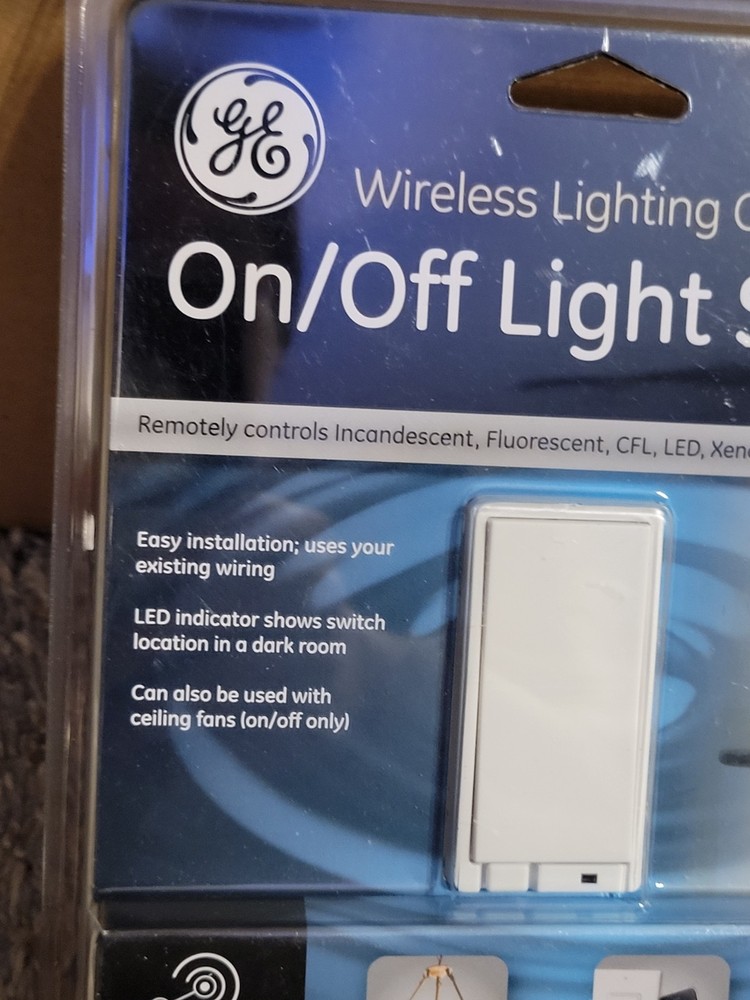 GE
Wireless Lighting
On/Off Light
Remotely controls Incandescent, Fluorescent, CFL, LED,
Easy installation; uses your
existing wiring
LED indicator shows switch
location in a dark room
Can also be used with
ceiling fans (on/off only)